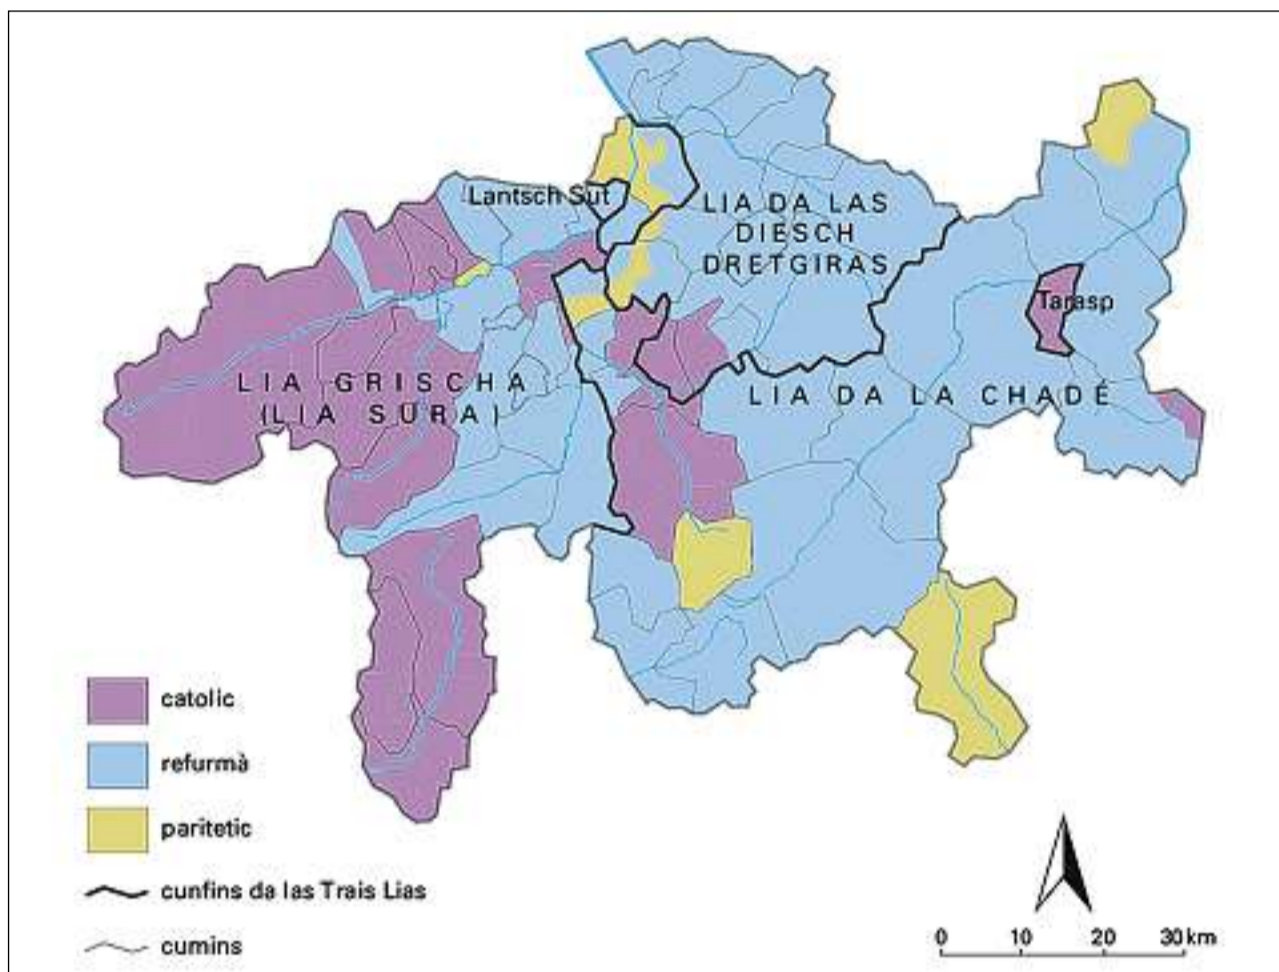 Lantsch Sut
LIA DA LAS
DIESCH
DRETGIRAS
Tarasp
LIA GRISCHA
(LIA SURA)
LIA DA LA CHADÉ
catolic
refurmà
paritetic
cunfins da las Trais Lias
cumins
0 10 20 30 km